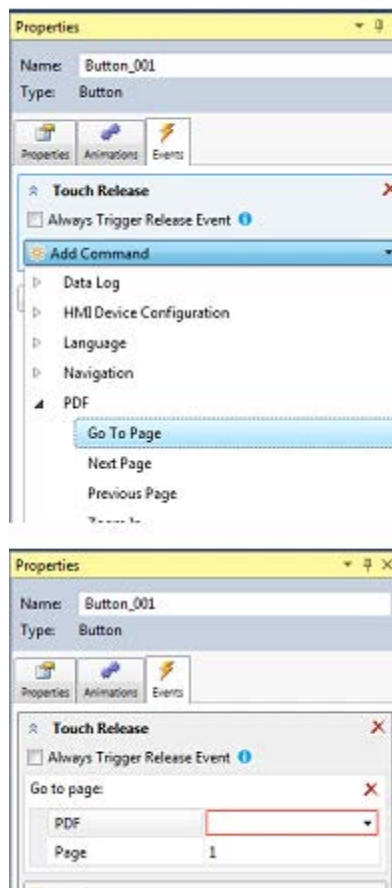 Properties
Name: Button_001
Type: Button
Properties Animations Events
Touch Release
Always Trigger Release Event
Add Command
Data Log
HMI Device Configuration
Language
Navigation
PDF
Go To Page
Next Page
Previous Page
Properties
Name: Button_001
Type: Button
Properties Animations Events
Touch Release
Always Trigger Release Event
Go to page:
PDF
Page 1